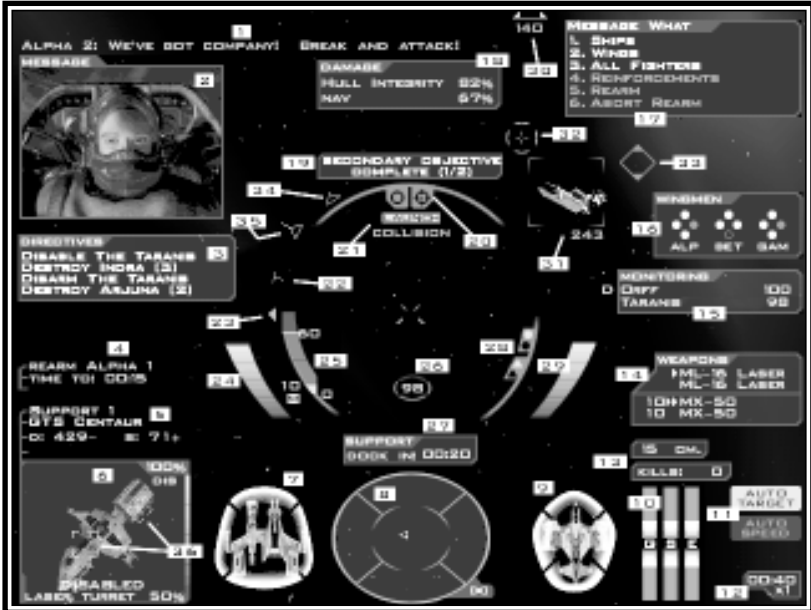 1
ALPHA 2: WE'VE GOT COMPANY! BREAK AND ATTACK!
MESSAGE
2
DAMAGE
18
HULL INTEGRITY 82%
NAV 67%
140
MESSAGE WHAT
1. SHIPS
2. WINGS
3. ALL FIGHTERS
4. REINFORCEMENTS
5. REARM
6. ABORT REARM
17
32
33
19
SECONDARY OBJECTIVE
COMPLETE (1/2)
34
35
21
COLLISION
20
243
31
WINGMEN
16
ALP BET GAM
DIRECTIVES
3
DISABLE THE TARANIS
DESTROY INDRA (3)
DISARM THE TARANIS
DESTROY ARJUNA (2)
22
23
MONITORING
D ORFF 100
TARANIS 98
15
4
REARM ALPHA 1
TIME TO: 00:15
60
24
25
10
26
98
28
29
WEAPONS
14
ML-16 LASER
ML-16 LASER
10 MX-50
10 MX-50
5
SUPPORT 1
GTS CENTAUR
D: 429- S: 71+
27
SUPPORT
DOCK IN: 00:20
13
KILLS: 0
6
100%
DIS
DISABLED
LASER TURRET 50%
7
8
9
10
G S E
11
AUTO
TARGET
AUTO
SPEED
12
00:40
X1